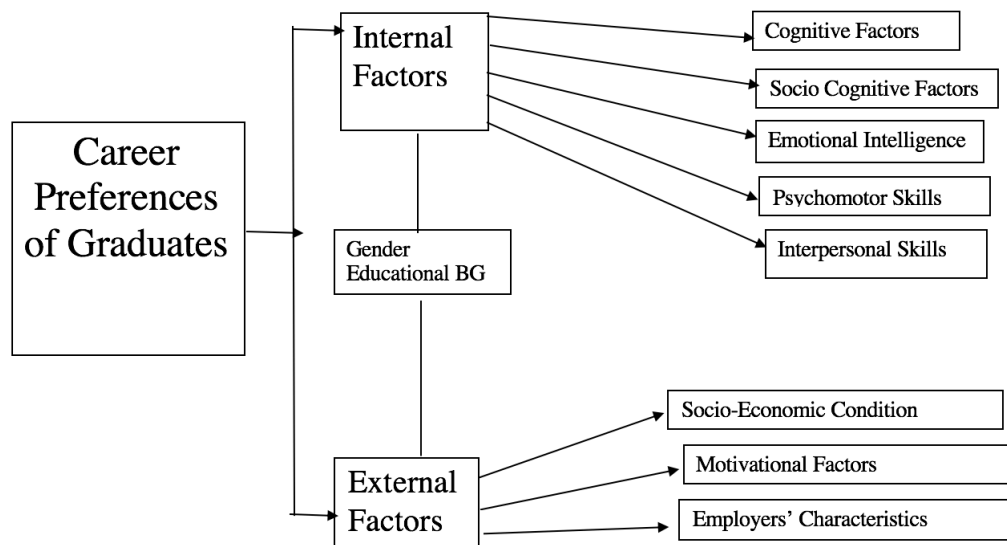 Career
Preferences
of Graduates
Internal
Factors
Gender
Educational BG
External
Factors
Cognitive Factors
Socio Cognitive Factors
Emotional Intelligence
Psychomotor Skills
Interpersonal Skills
Socio-Economic Condition
Motivational Factors
Employers’ Characteristics